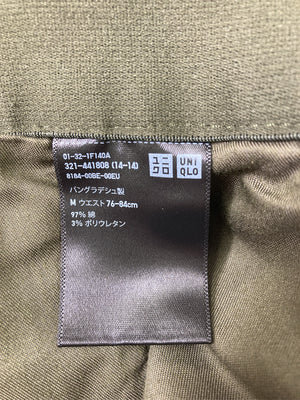 01-32-1F140A
321-441808 (14-14)
8184-00BE-00EU
バングラデシュ製
M ウエスト 76-84cm
97% 綿
3% ポリウレタン
ユニ
クロ
UNI
QLO